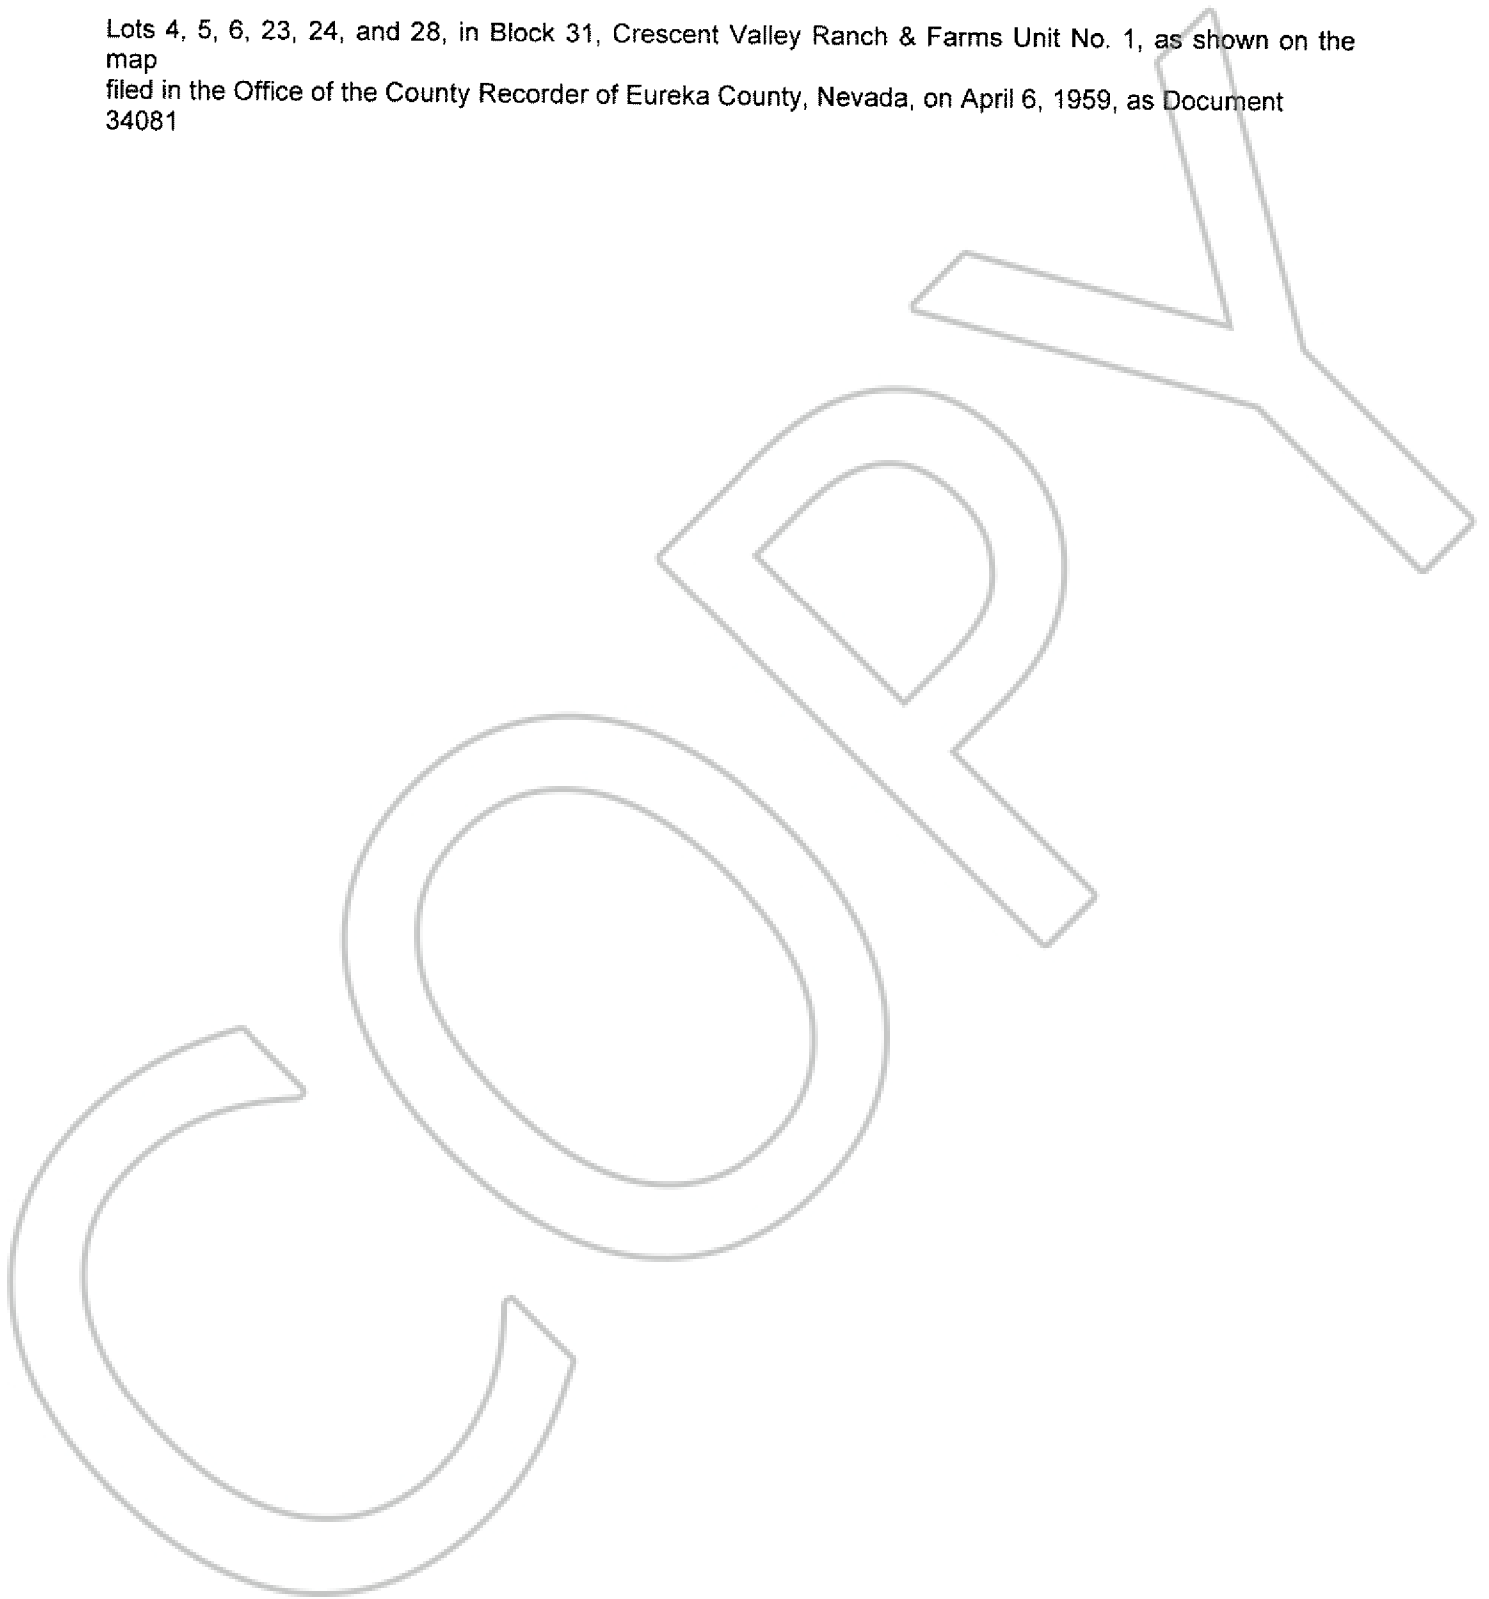 Lots 4, 5, 6, 23, 24, and 28, in Block 31, Crescent Valley Ranch & Farms Unit No. 1, as shown on the
map
filed in the Office of the County Recorder of Eureka County, Nevada, on April 6, 1959, as Document
34081
COPY